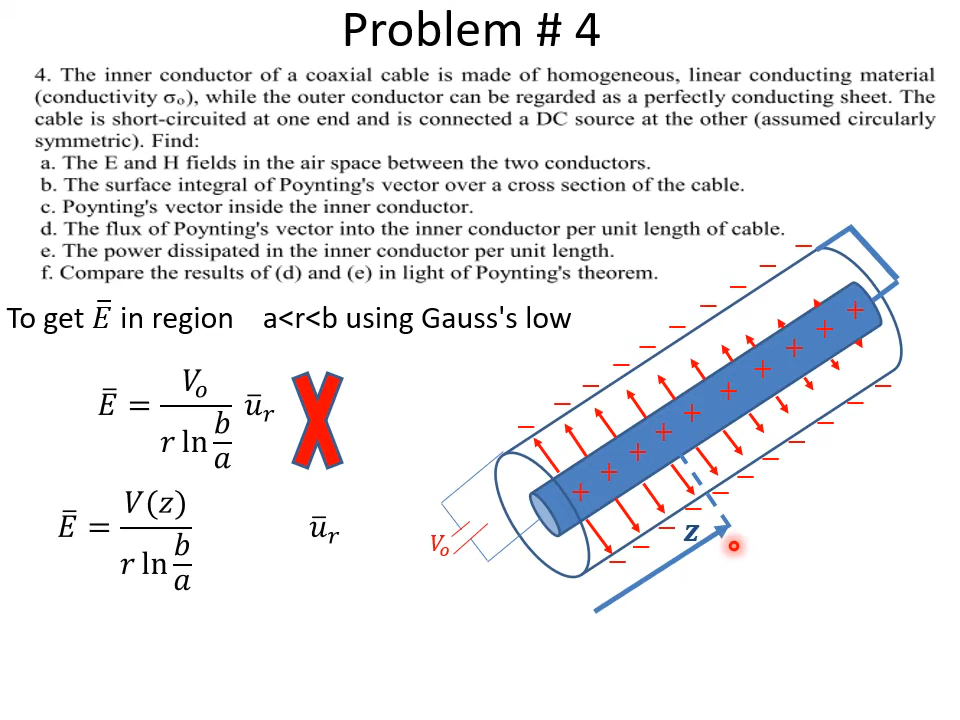 Problem # 4
4. The inner conductor of a coaxial cable is made of homogeneous, linear conducting material
(conductivity σₒ), while the outer conductor can be regarded as a perfectly conducting sheet. The
cable is short-circuited at one end and is connected a DC source at the other (assumed circularly
symmetric). Find:
a. The E and H fields in the air space between the two conductors.
b. The surface integral of Poynting's vector over a cross section of the cable.
c. Poynting's vector inside the inner conductor.
d. The flux of Poynting's vector into the inner conductor per unit length of cable.
e. The power dissipated in the inner conductor per unit length.
f. Compare the results of (d) and (e) in light of Poynting's theorem.
To get E̅ in region a<r<b using Gauss's low
E̅ = Vₒ / (r ln b/a) u̅ᵣ
E̅ = V(z) / (r ln b/a) u̅ᵣ
Vₒ
z